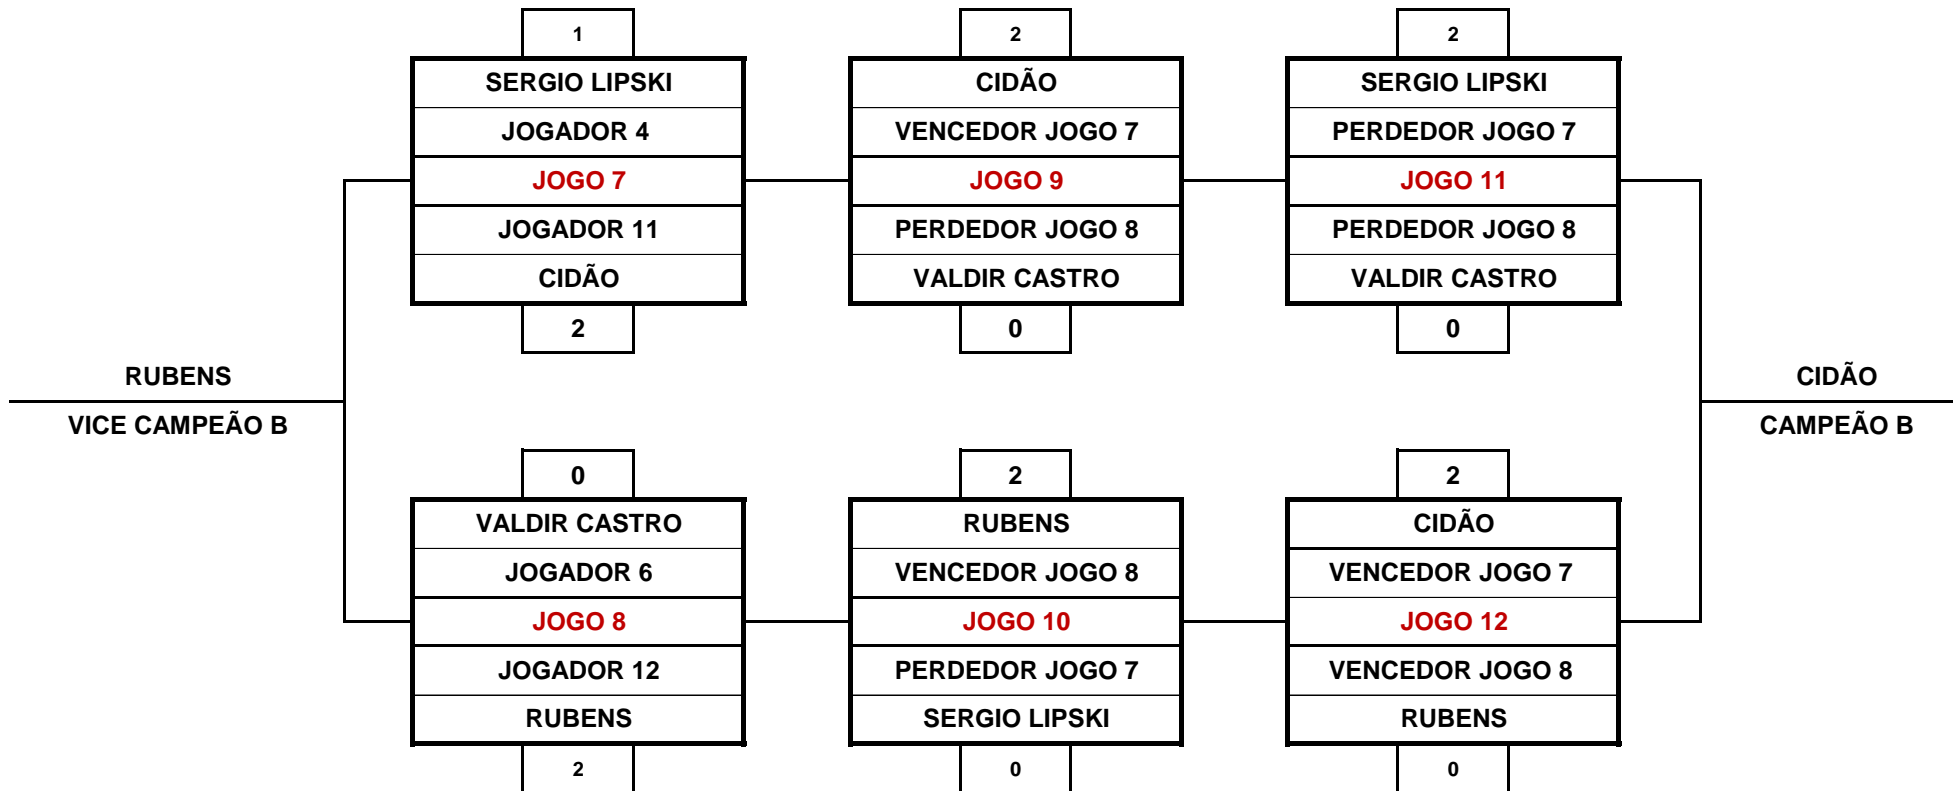 1
SERGIO LIPSKI
JOGADOR 4
JOGO 7
JOGADOR 11
CIDÃO
2
2
CIDÃO
VENCEDOR JOGO 7
JOGO 9
PERDEDOR JOGO 8
VALDIR CASTRO
0
2
SERGIO LIPSKI
PERDEDOR JOGO 7
JOGO 11
PERDEDOR JOGO 8
VALDIR CASTRO
0
RUBENS
VICE CAMPEÃO B
CIDÃO
CAMPEÃO B
0
VALDIR CASTRO
JOGADOR 6
JOGO 8
JOGADOR 12
RUBENS
2
2
RUBENS
VENCEDOR JOGO 8
JOGO 10
PERDEDOR JOGO 7
SERGIO LIPSKI
0
2
CIDÃO
VENCEDOR JOGO 7
JOGO 12
VENCEDOR JOGO 8
RUBENS
0